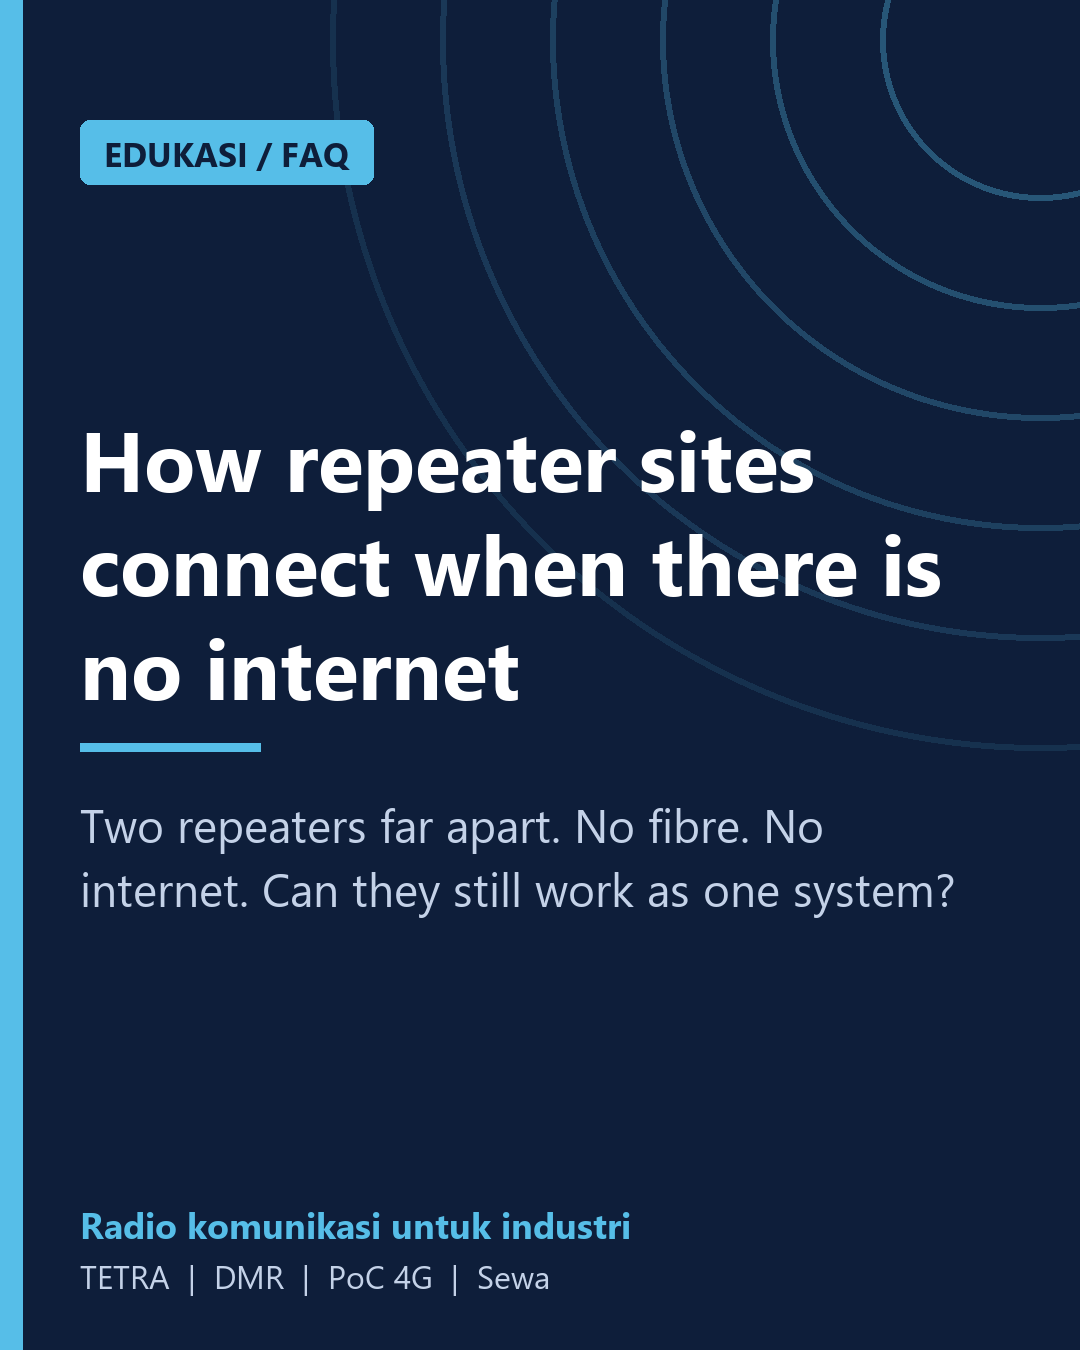 EDUKASI / FAQ
How repeater sites
connect when there is
no internet
Two repeaters far apart. No fibre. No
internet. Can they still work as one system?
Radio komunikasi untuk industri
TETRA | DMR | PoC 4G | Sewa